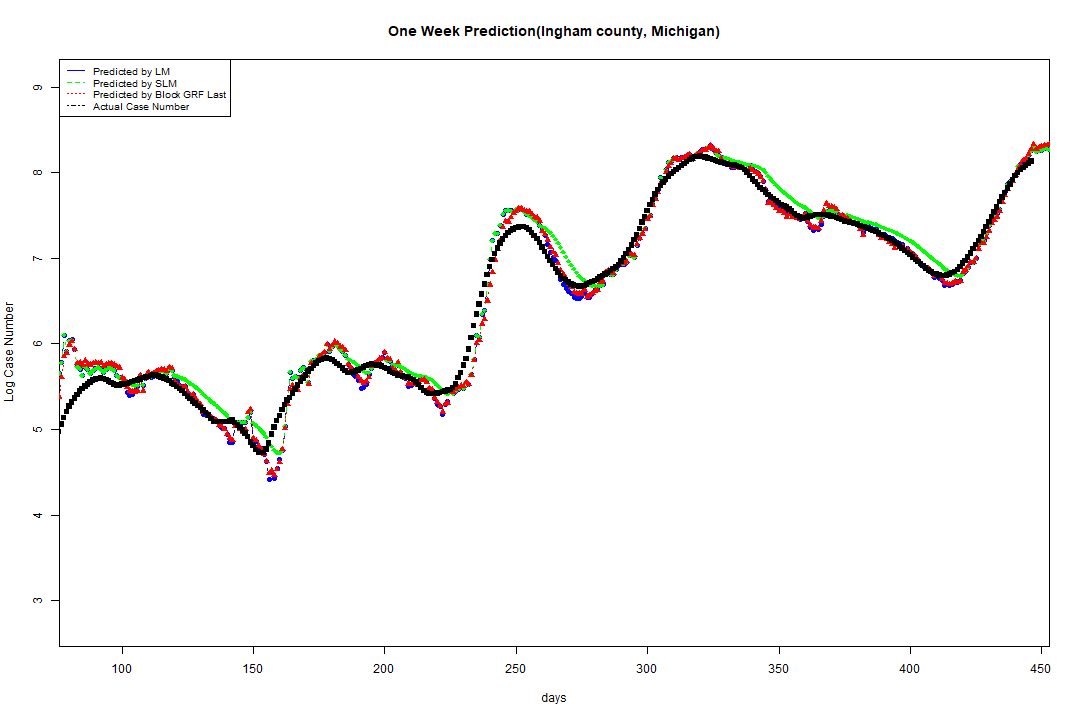 One Week Prediction(Ingham county, Michigan)
Predicted by LM
Predicted by SLM
Predicted by Block GRF Last
Actual Case Number
9
8
7
6
5
4
3
Log Case Number
100 150 200 250 300 350 400 450
days